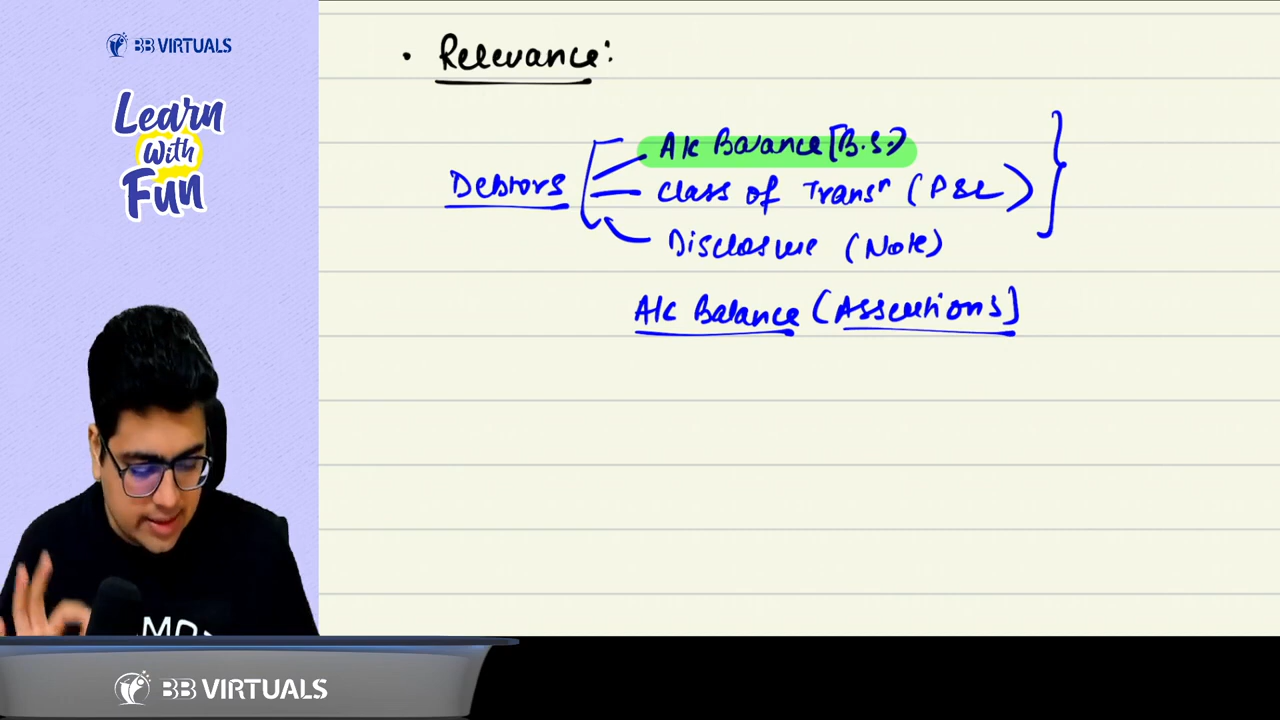 BB VIRTUALS
Learn
With
Fun
• Relevance:
Debtors
A/c Balance [B.S.)
Class of Transⁿ (P&L)
Disclosure (Note)
A/c Balance (Assertions]
BB VIRTUALS